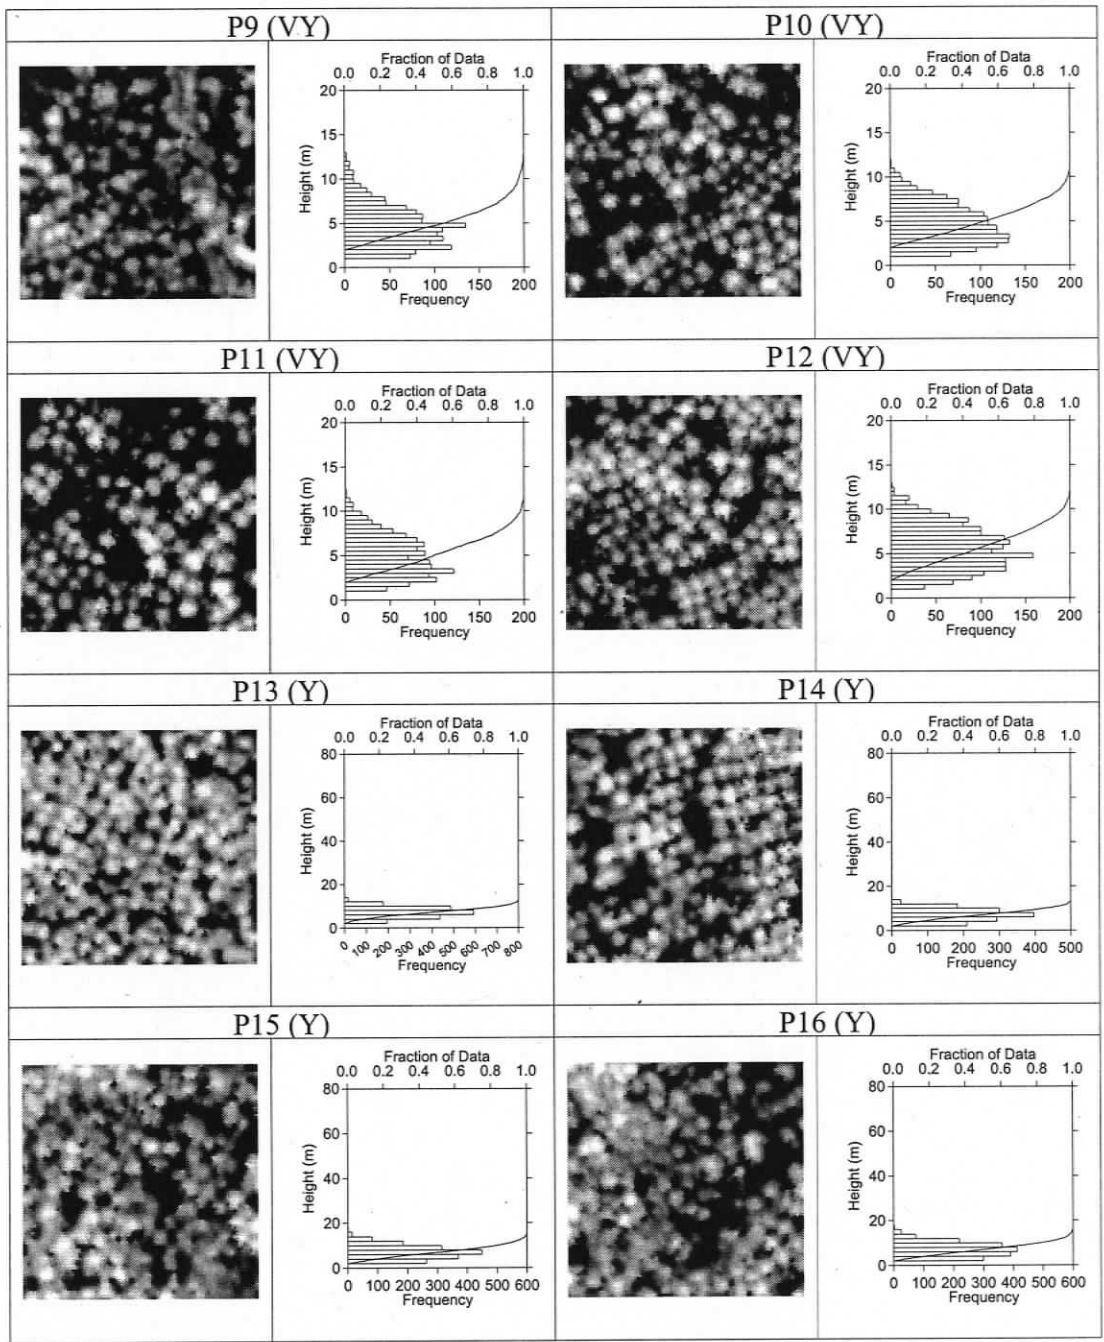 P9 (VY)
Fraction of Data
0.0 0.2 0.4 0.6 0.8 1.0
20
15
10
5
0
Height (m)
0 50 100 150 200
Frequency
P10 (VY)
Fraction of Data
0.0 0.2 0.4 0.6 0.8 1.0
20
15
10
5
0
Height (m)
0 50 100 150 200
Frequency
P11 (VY)
Fraction of Data
0.0 0.2 0.4 0.6 0.8 1.0
20
15
10
5
0
Height (m)
0 50 100 150 200
Frequency
P12 (VY)
Fraction of Data
0.0 0.2 0.4 0.6 0.8 1.0
20
15
10
5
0
Height (m)
0 50 100 150 200
Frequency
P13 (Y)
Fraction of Data
0.0 0.2 0.4 0.6 0.8 1.0
80
60
40
20
0
Height (m)
0 100 200 300 400 500 600 700 800
Frequency
P14 (Y)
Fraction of Data
0.0 0.2 0.4 0.6 0.8 1.0
80
60
40
20
0
Height (m)
0 100 200 300 400 500
Frequency
P15 (Y)
Fraction of Data
0.0 0.2 0.4 0.6 0.8 1.0
80
60
40
20
0
Height (m)
0 100 200 300 400 500 600
Frequency
P16 (Y)
Fraction of Data
0.0 0.2 0.4 0.6 0.8 1.0
80
60
40
20
0
Height (m)
0 100 200 300 400 500 600
Frequency